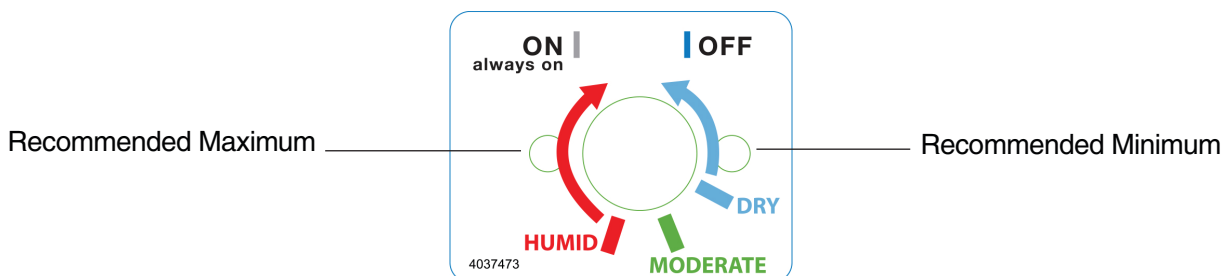 ON
OFF
always on
Recommended Maximum
Recommended Minimum
DRY
HUMID
MODERATE
4037473